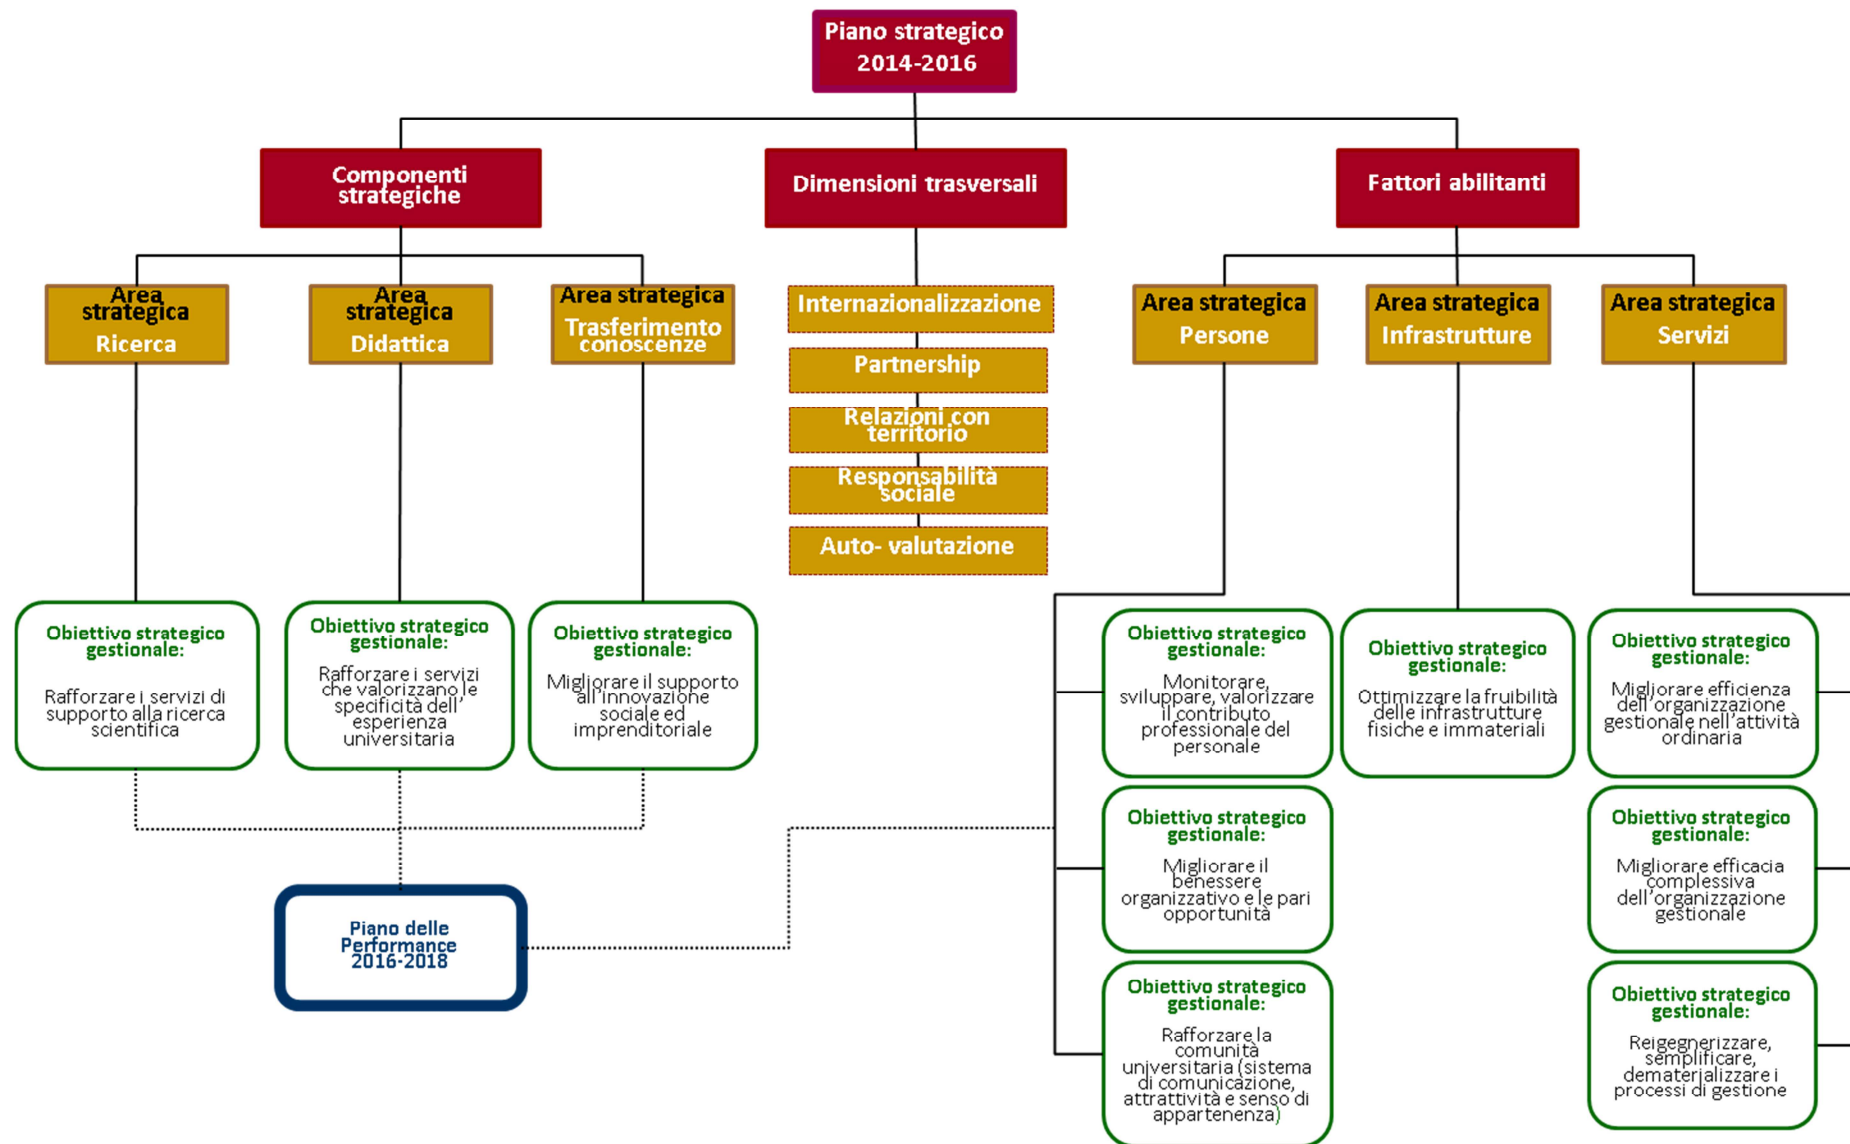 Piano strategico
2014-2016
Componenti
strategiche
Dimensioni trasversali
Fattori abilitanti
Area
strategica
Ricerca
Area
strategica
Didattica
Area strategica
Trasferimento
conoscenze
Internazionalizzazione
Partnership
Relazioni con
territorio
Responsabilità
sociale
Auto- valutazione
Area strategica
Persone
Area strategica
Infrastrutture
Area strategica
Servizi
Obiettivo strategico
gestionale:
Rafforzare i servizi di
supporto alla ricerca
scientifica
Obiettivo strategico
gestionale:
Rafforzare i servizi
che valorizzano le
specificità dell'
esperienza
universitaria
Obiettivo strategico
gestionale:
Migliorare il supporto
all'innovazione
sociale ed
imprenditoriale
Obiettivo strategico
gestionale:
Monitorare,
sviluppare, valorizzare
il contributo
professionale del
personale
Obiettivo strategico
gestionale:
Ottimizzare la fruibilità
delle infrastrutture
fisiche e immateriali
Obiettivo strategico
gestionale:
Migliorare efficienza
dell'organizzazione
gestionale nell'attività
ordinaria
Obiettivo strategico
gestionale:
Migliorare il
benessere
organizzativo e le pari
opportunità
Obiettivo strategico
gestionale:
Migliorare efficacia
complessiva
dell'organizzazione
gestionale
Piano delle
Performance
2016-2018
Obiettivo strategico
gestionale:
Rafforzare la
comunità
universitaria (sistema
di comunicazione,
attrattività e senso di
appartenenza)
Obiettivo strategico
gestionale:
Reigegnerizzare,
semplificare,
dematerializzare i
processi di gestione